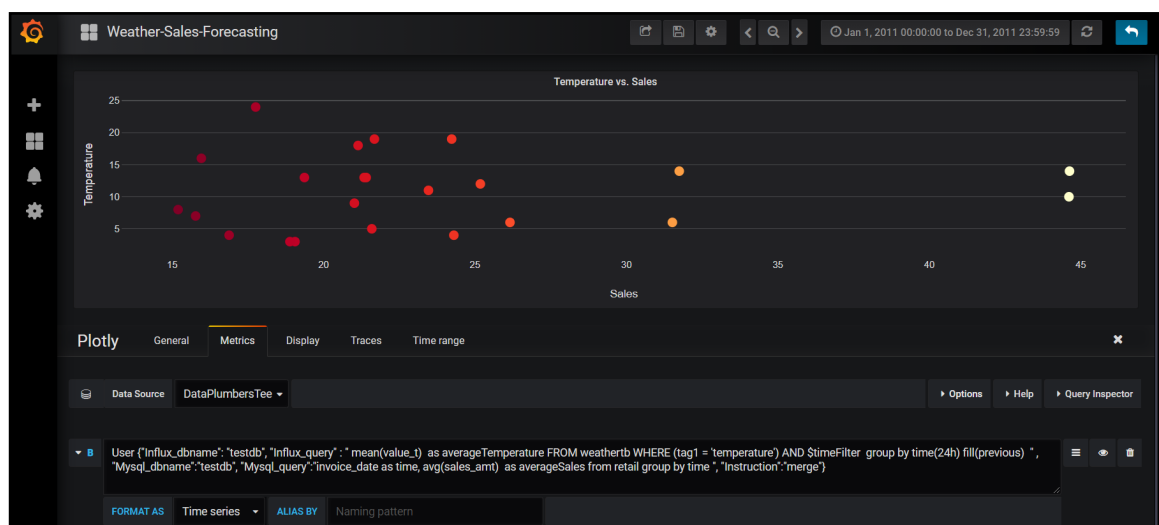 Weather-Sales-Forecasting
Jan 1, 2011 00:00:00 to Dec 31, 2011 23:59:59
Temperature vs. Sales
25
20
15
10
5
Temperature
15 20 25 30 35 40 45
Sales
Plotly General Metrics Display Traces Time range
Data Source DataPlumbersTee Options Help Query Inspector
B User {"Influx_dbname": "testdb", "Influx_query" : " mean(value_t)  as averageTemperature FROM weathertb WHERE (tag1 = 'temperature') AND $timeFilter  group by time(24h) fill(previous)  " ,
"Mysql_dbname":"testdb", "Mysql_query":"invoice_date as time, avg(sales_amt)  as averageSales from retail group by time ", "Instruction":"merge"}
FORMAT AS Time series ALIAS BY Naming pattern